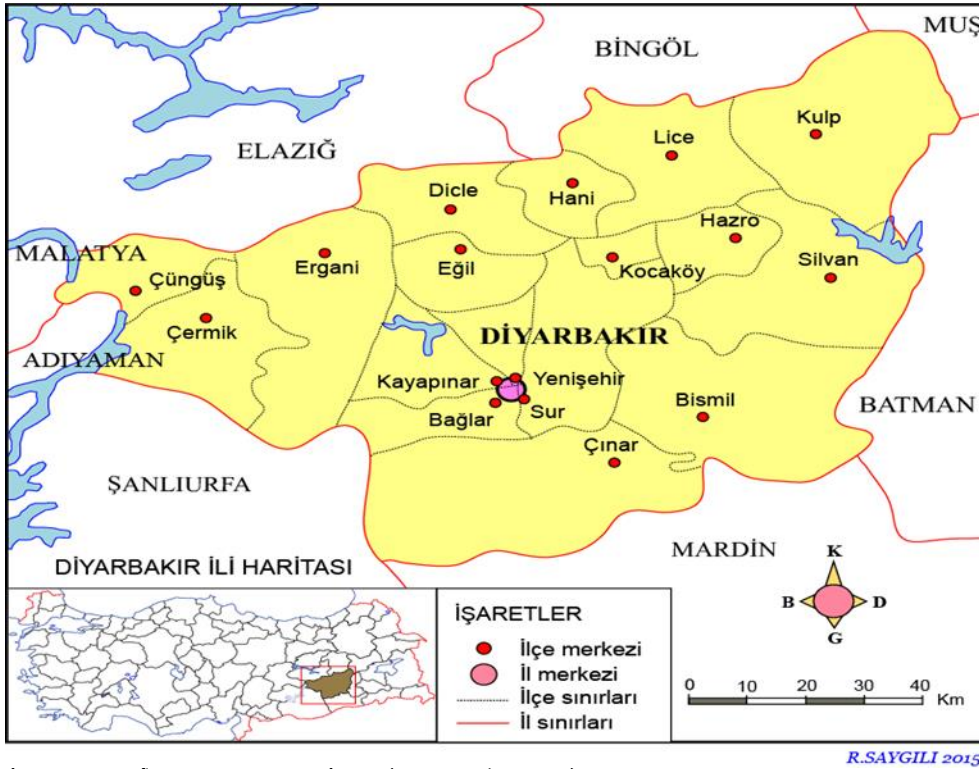 MUŞ
BİNGÖL
Kulp
Lice
ELAZIĞ
Dicle
Hani
Hazro
MALATYA
Ergani
Eğil
Kocaköy
Silvan
Çüngüş
Çermik
DİYARBAKIR
ADIYAMAN
Kayapınar
Yenişehir
Bağlar
Sur
Bismil
BATMAN
Çınar
ŞANLIURFA
MARDİN
DİYARBAKIR İLİ HARİTASI
K
B D
G
İŞARETLER
İlçe merkezi
İl merkezi
İlçe sınırları
İl sınırları
0 10 20 30 40 Km
R.SAYGILI 2015